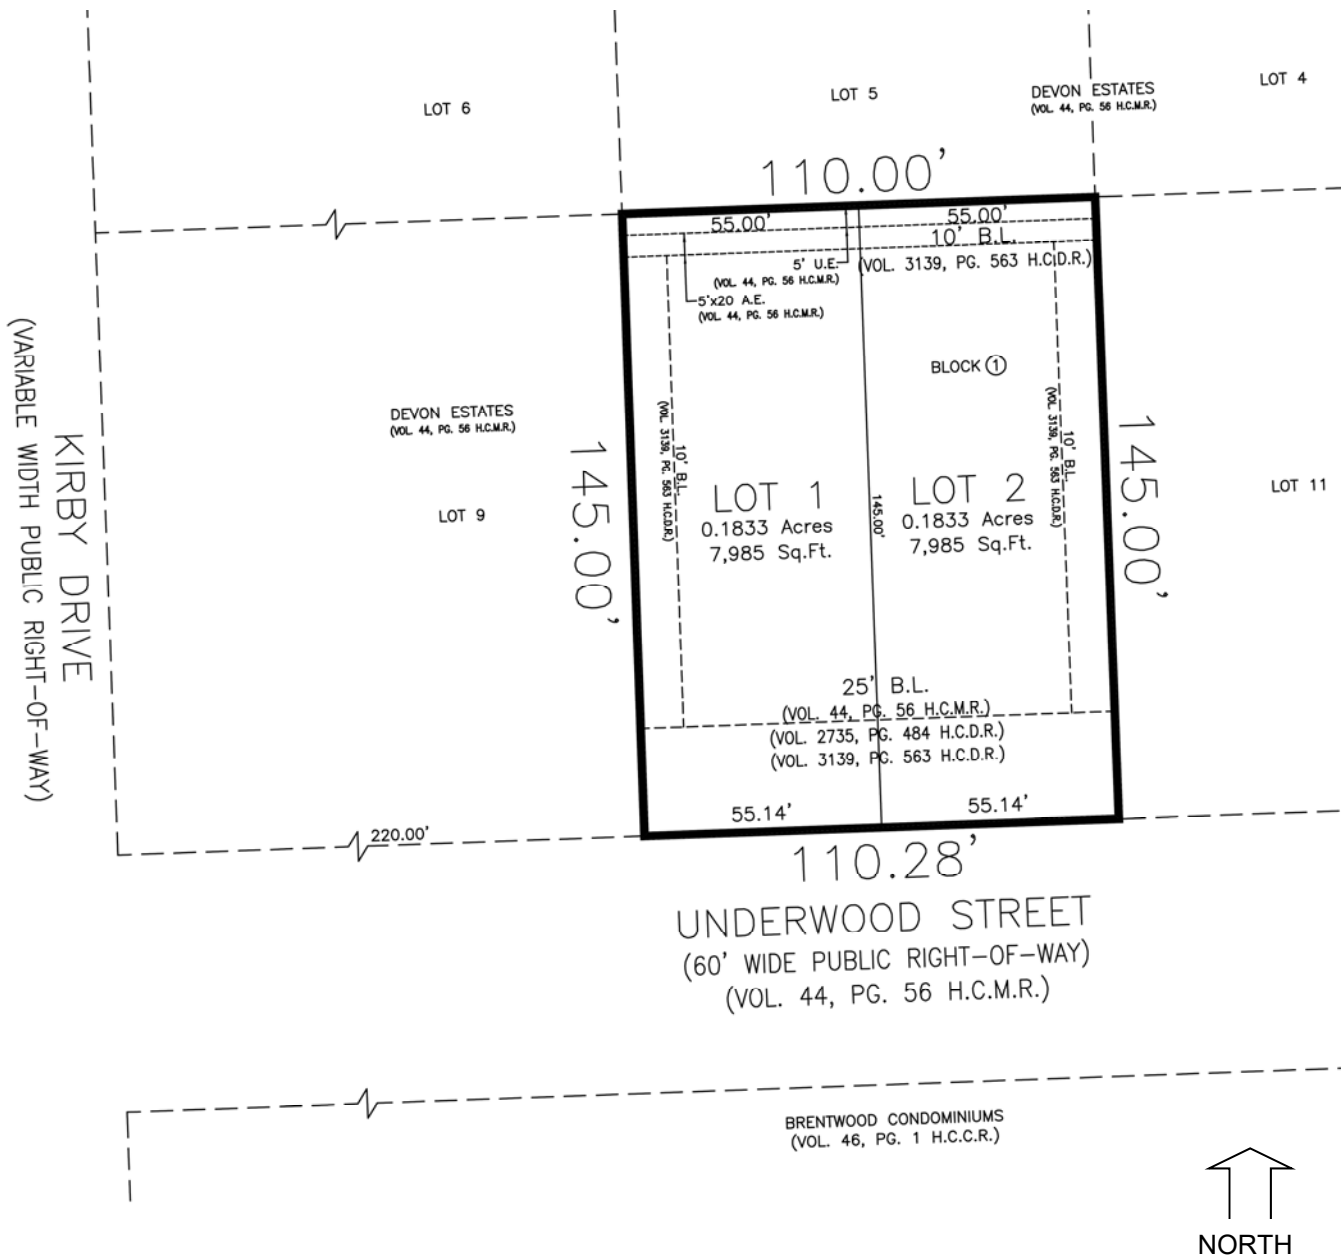 LOT 6
LOT 5
DEVON ESTATES
(VOL. 44, PG. 56 H.C.M.R.)
LOT 4
110.00'
55.00'
55.00'
10' B.L.
(VOL. 3139, PG. 563 H.C.D.R.)
5' U.E.
(VOL. 44, PG. 56 H.C.M.R.)
5'x20 A.E.
(VOL. 44, PG. 56 H.C.M.R.)
BLOCK 1
DEVON ESTATES
(VOL. 44, PG. 56 H.C.M.R.)
LOT 9
KIRBY DRIVE
(VARIABLE WIDTH PUBLIC RIGHT-OF-WAY)
145.00'
10' B.L.
(VOL. 3139, PG. 563 H.C.D.R.)
LOT 1
0.1833 Acres
7,985 Sq.Ft.
145.00'
LOT 2
0.1833 Acres
7,985 Sq.Ft.
10' B.L.
(VOL. 3139, PG. 563 H.C.D.R.)
145.00'
LOT 11
25' B.L.
(VOL. 44, PG. 56 H.C.M.R.)
(VOL. 2735, PG. 484 H.C.D.R.)
(VOL. 3139, PG. 563 H.C.D.R.)
55.14'
55.14'
220.00'
110.28'
UNDERWOOD STREET
(60' WIDE PUBLIC RIGHT-OF-WAY)
(VOL. 44, PG. 56 H.C.M.R.)
BRENTWOOD CONDOMINIUMS
(VOL. 46, PG. 1 H.C.C.R.)
NORTH